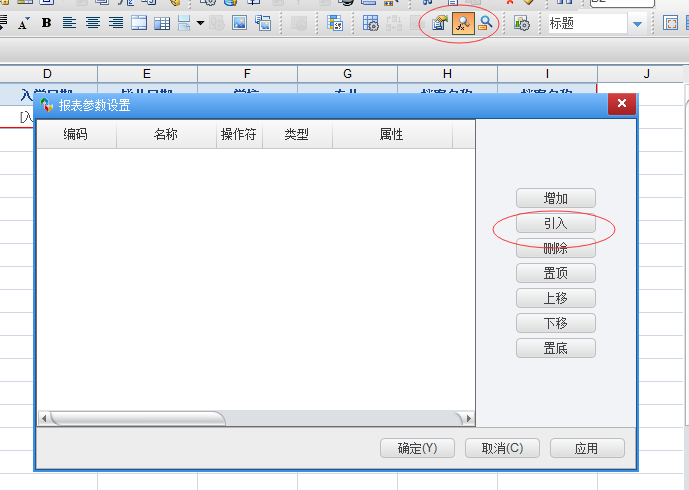 B
标题
D E F G H I J
报表参数设置
[入
编码 名称 操作符 类型 属性
增加
引入
删除
置顶
上移
下移
置底
确定(Y) 取消(C) 应用